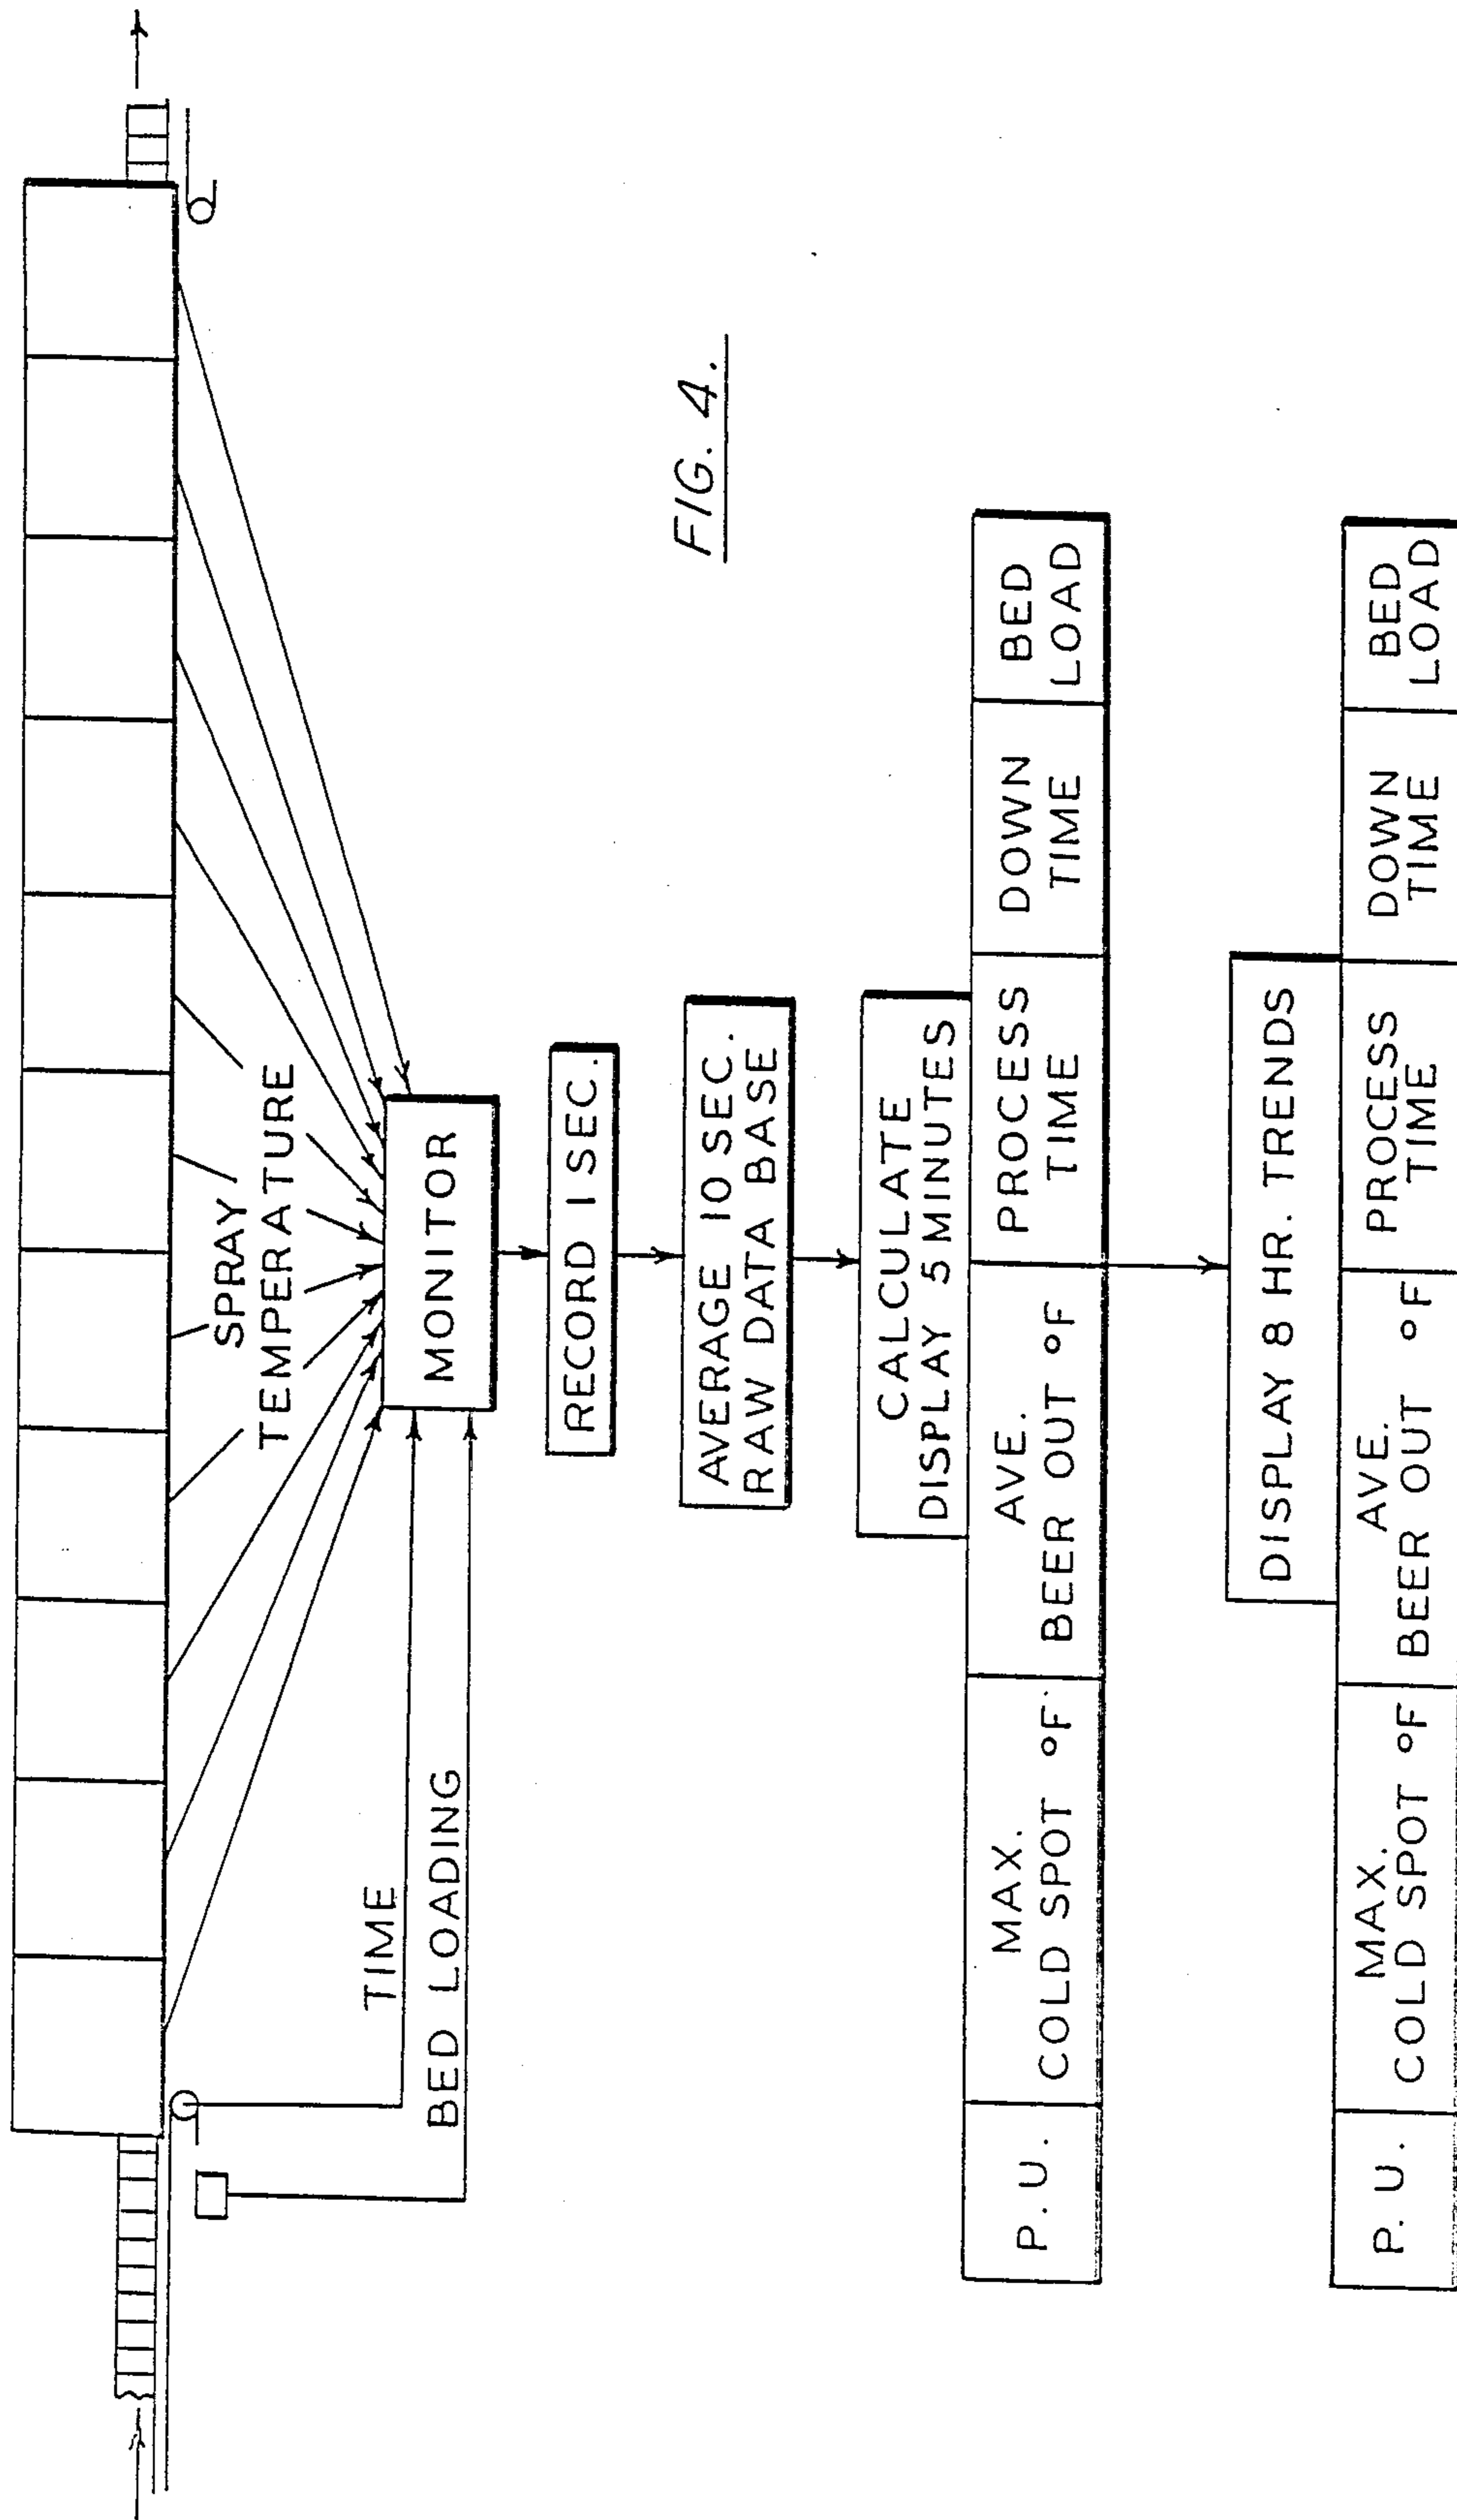 SPRAY
TEMPERATURE
TIME
BED LOADING
MONITOR
RECORD 1 SEC.
FIG. 4.
AVERAGE 10 SEC.
RAW DATA BASE
CALCULATE
DISPLAY 5 MINUTES
P. U.
MAX.
COLD SPOT °F
AVE.
BEER OUT °F
PROCESS
TIME
DOWN
TIME
BED
LOAD
DISPLAY 8 HR. TRENDS
P. U.
MAX.
COLD SPOT °F
AVE.
BEER OUT °F
PROCESS
TIME
DOWN
TIME
BED
LOAD